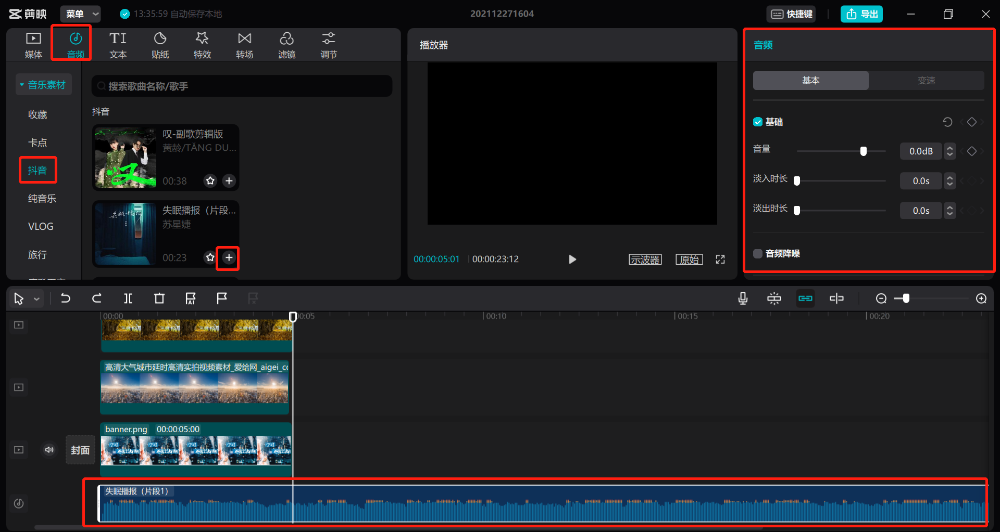 剪映
菜单
13:35:59 自动保存本地
202112271604
快捷键
导出
媒体
音频
TI
文本
贴纸
特效
转场
滤镜
调节
音乐素材
收藏
卡点
抖音
纯音乐
VLOG
旅行
搜索歌曲名称/歌手
抖音
叹-副歌剪辑版
黄龄/TĂNG DU...
00:38
失眠播报（片段...
苏星婕
00:23
播放器
00:00:05:01
00:00:23:12
示波器
原始
音频
基本
变速
基础
音量
0.0dB
淡入时长
0.0s
淡出时长
0.0s
音频降噪
AI
00:00
00:05
00:10
00:15
00:20
高清大气城市延时高清实拍视频素材_爱给网_aigei_co
banner.png 00:00:05:00
封面
失眠播报（片段1）